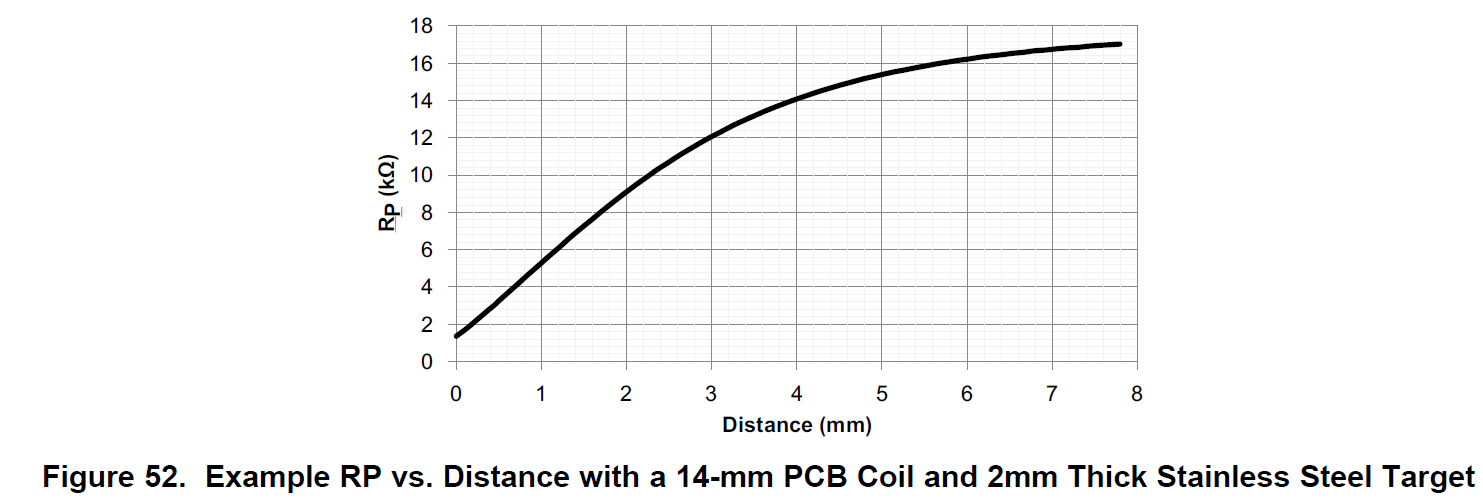 18
16
14
12
10
8
6
4
2
0
RP (kΩ)
0 1 2 3 4 5 6 7 8
Distance (mm)
Figure 52. Example RP vs. Distance with a 14-mm PCB Coil and 2mm Thick Stainless Steel Target